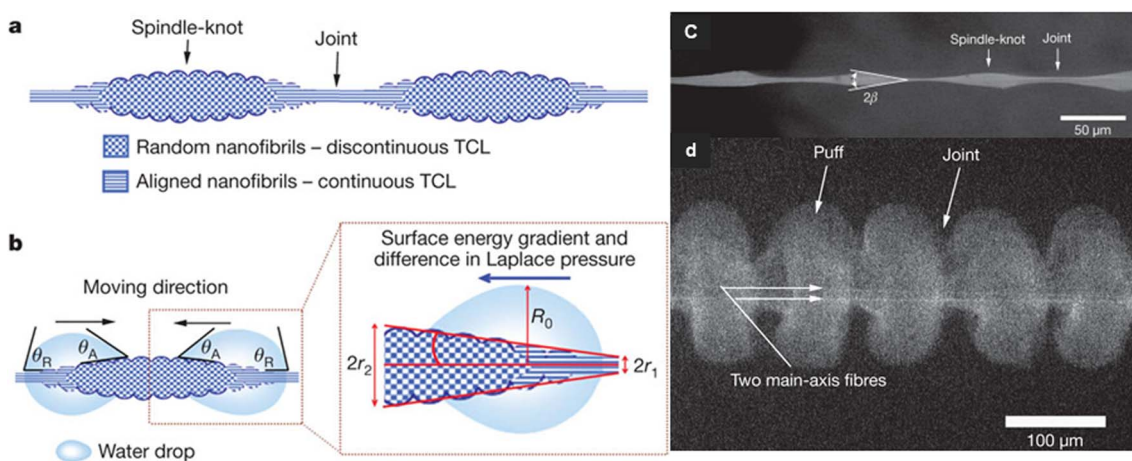 a
Spindle-knot
Joint
Random nanofibrils – discontinuous TCL
Aligned nanofibrils – continuous TCL
b
Moving direction
θR
θA
θA
θR
Water drop
Surface energy gradient and
difference in Laplace pressure
R0
2r2
2r1
C
Spindle-knot
Joint
2β
50 µm
d
Puff
Joint
Two main-axis fibres
100 µm